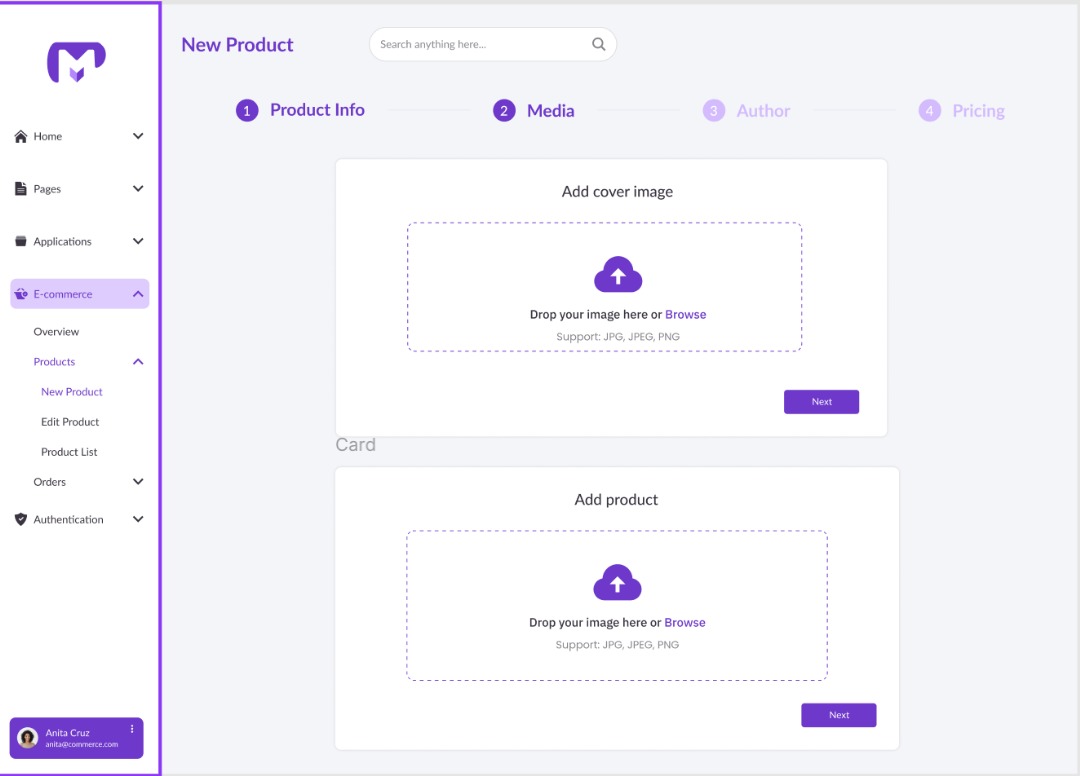 New Product
Search anything here...
1 Product Info
2 Media
3 Author
4 Pricing
Home
Pages
Applications
E-commerce
Overview
Products
New Product
Edit Product
Product List
Orders
Authentication
Anita Cruz
anita@commerce.com
Add cover image
Drop your image here or Browse
Support: JPG, JPEG, PNG
Next
Card
Add product
Drop your image here or Browse
Support: JPG, JPEG, PNG
Next